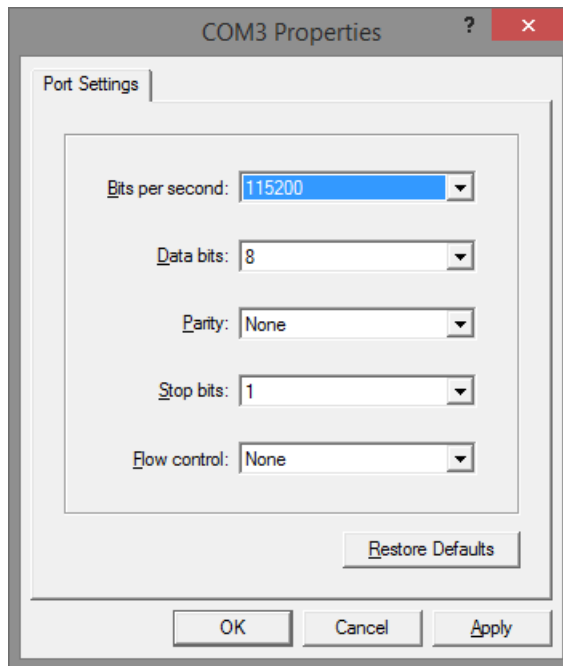 COM3 Properties ? ×
Port Settings
Bits per second: 115200
Data bits: 8
Parity: None
Stop bits: 1
Flow control: None
Restore Defaults
OK Cancel Apply